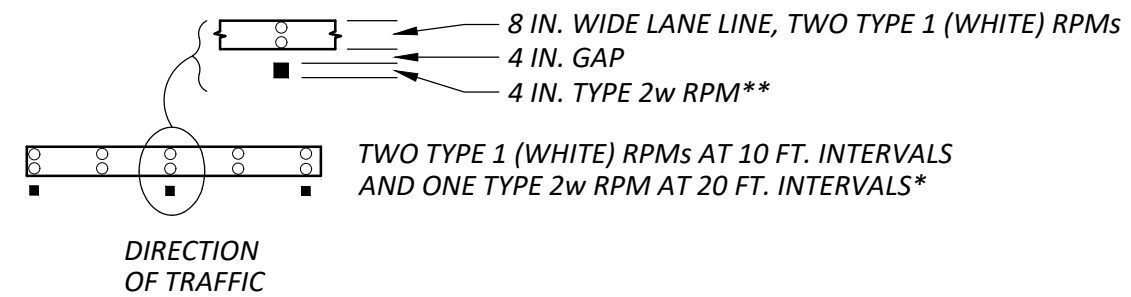 8 IN. WIDE LANE LINE, TWO TYPE 1 (WHITE) RPMs
4 IN. GAP
4 IN. TYPE 2w RPM**
TWO TYPE 1 (WHITE) RPMs AT 10 FT. INTERVALS
AND ONE TYPE 2w RPM AT 20 FT. INTERVALS*
DIRECTION
OF TRAFFIC